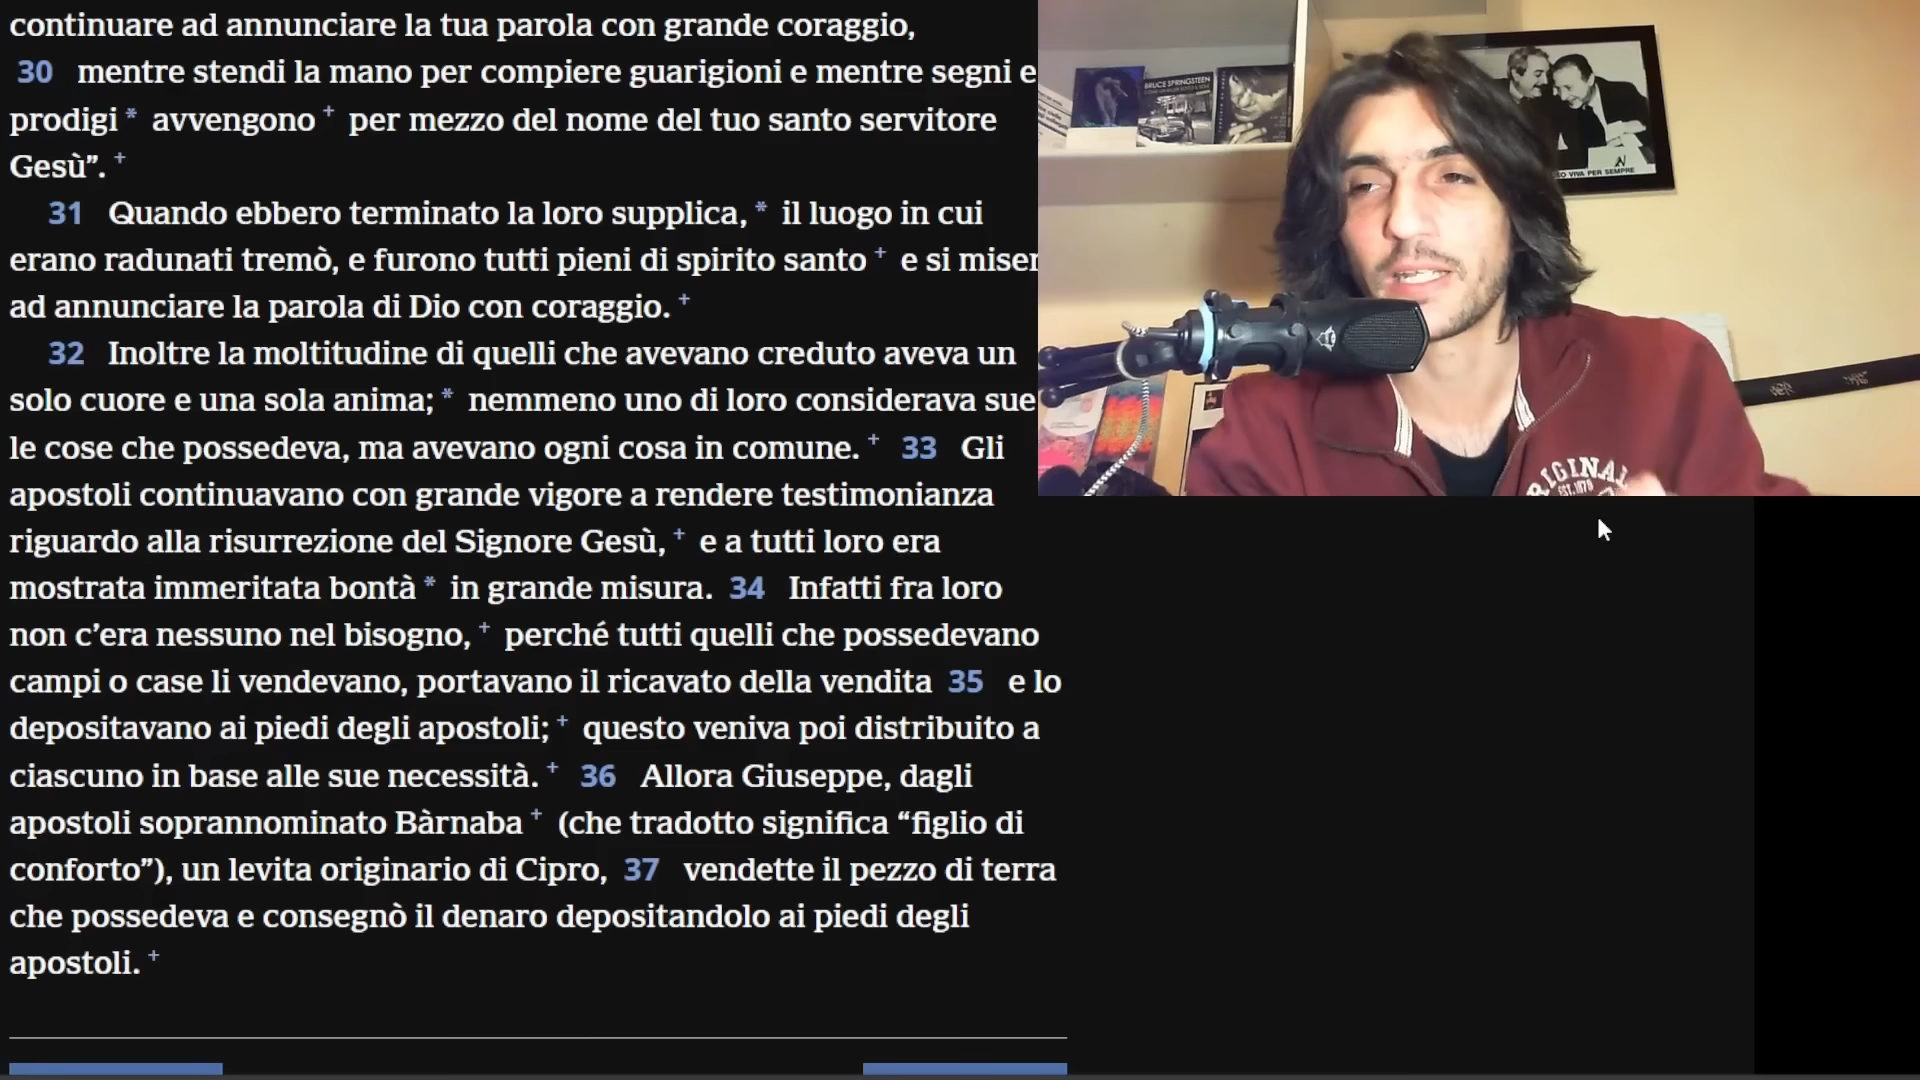 continuare ad annunciare la tua parola con grande coraggio,
30 mentre stendi la mano per compiere guarigioni e mentre segni e
prodigi * avvengono + per mezzo del nome del tuo santo servitore
Gesù”. +
31 Quando ebbero terminato la loro supplica, * il luogo in cui
erano radunati tremò, e furono tutti pieni di spirito santo + e si miser
ad annunciare la parola di Dio con coraggio. +
32 Inoltre la moltitudine di quelli che avevano creduto aveva un
solo cuore e una sola anima; * nemmeno uno di loro considerava sue
le cose che possedeva, ma avevano ogni cosa in comune. + 33 Gli
apostoli continuavano con grande vigore a rendere testimonianza
riguardo alla risurrezione del Signore Gesù, + e a tutti loro era
mostrata immeritata bontà * in grande misura. 34 Infatti fra loro
non c’era nessuno nel bisogno, + perché tutti quelli che possedevano
campi o case li vendevano, portavano il ricavato della vendita 35 e lo
depositavano ai piedi degli apostoli; + questo veniva poi distribuito a
ciascuno in base alle sue necessità. + 36 Allora Giuseppe, dagli
apostoli soprannominato Bàrnaba + (che tradotto significa “figlio di
conforto”), un levita originario di Cipro, 37 vendette il pezzo di terra
che possedeva e consegnò il denaro depositandolo ai piedi degli
apostoli. +
BRUCE SPRINGSTEEN
VIVA PER SEMPRE
RIGINAL
EST.